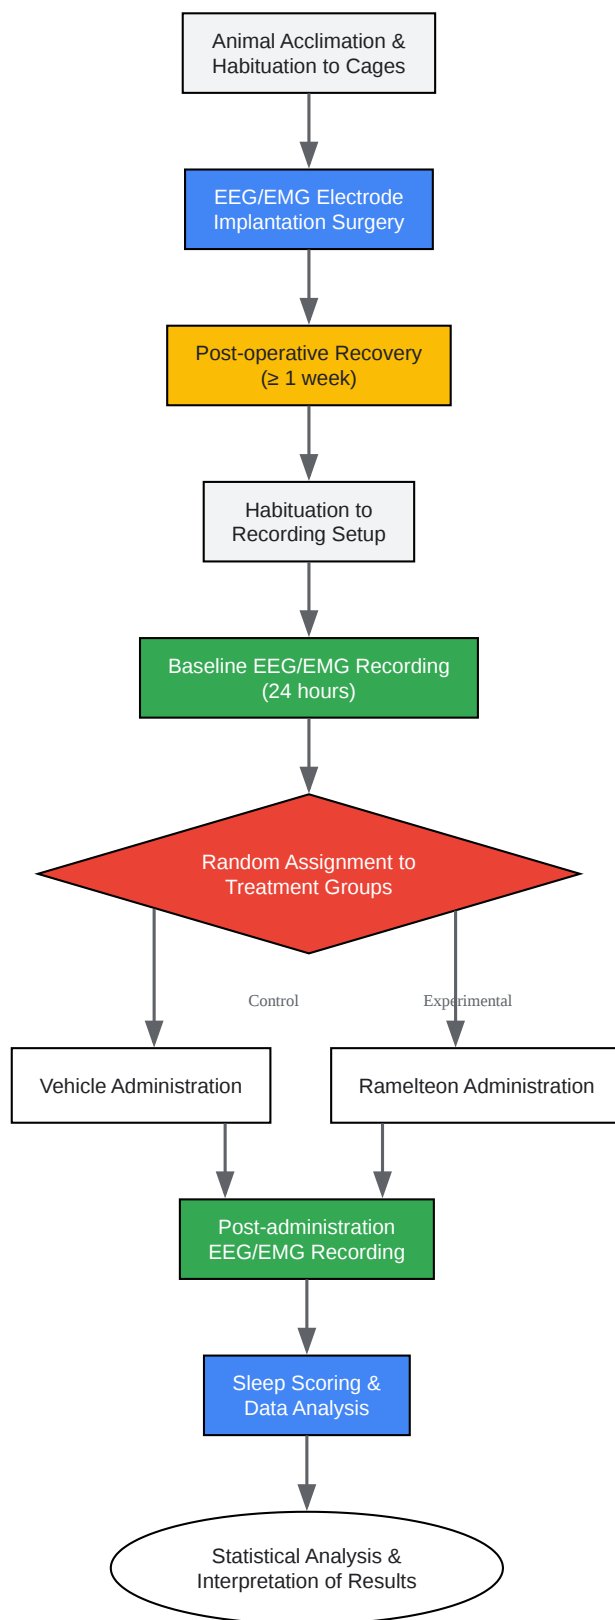 Animal Acclimation &
Habituation to Cages
EEG/EMG Electrode
Implantation Surgery
Post-operative Recovery
(≥ 1 week)
Habituation to
Recording Setup
Baseline EEG/EMG Recording
(24 hours)
Random Assignment to
Treatment Groups
Control
Experimental
Vehicle Administration
Ramelteon Administration
Post-administration
EEG/EMG Recording
Sleep Scoring &
Data Analysis
Statistical Analysis &
Interpretation of Results